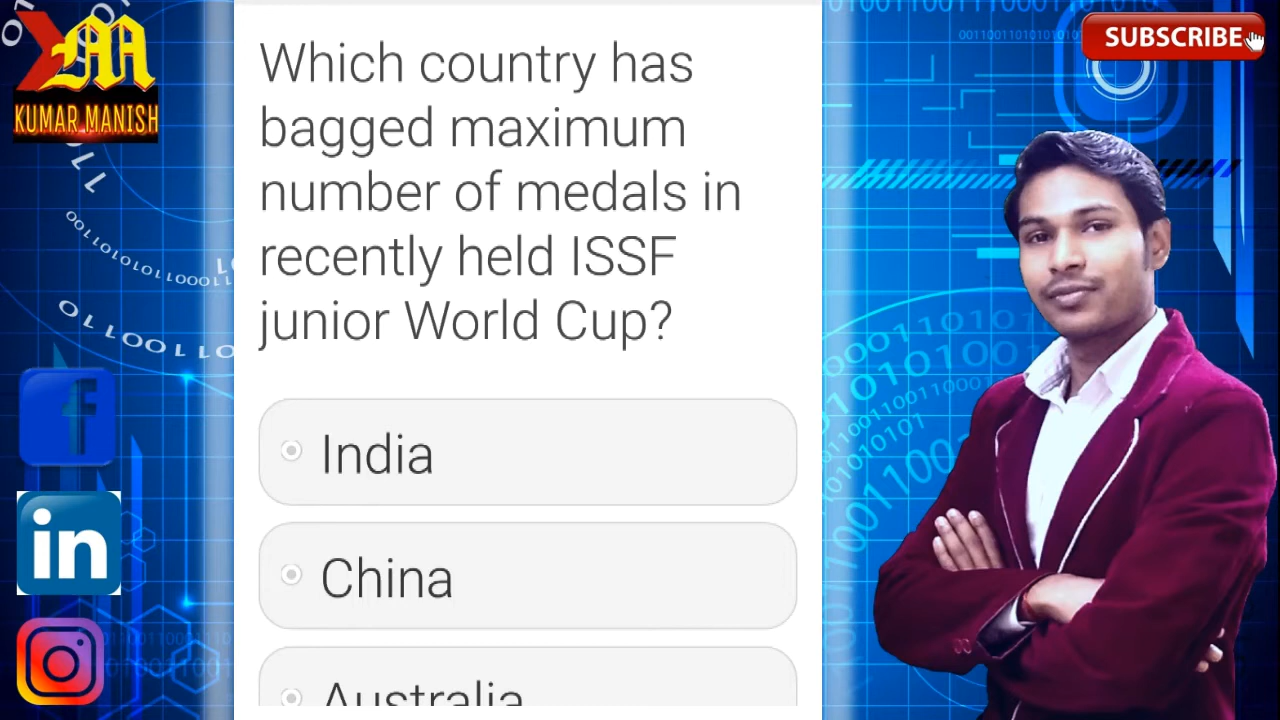 KUMAR MANISH
SUBSCRIBE
Which country has
bagged maximum
number of medals in
recently held ISSF
junior World Cup?
India
China
Australia
f
in